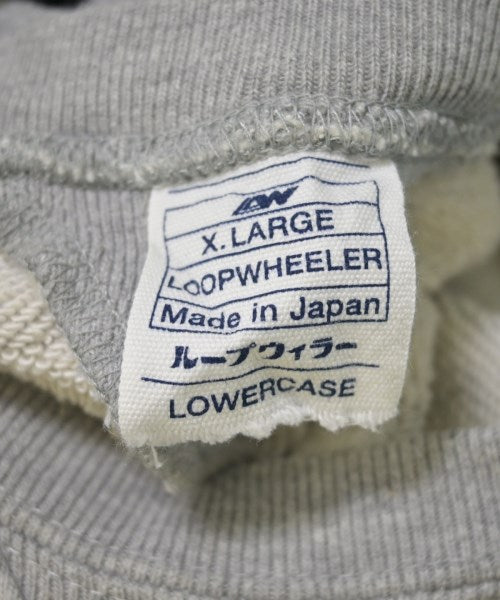 LW
X.LARGE
LOOPWHEELER
Made in Japan
ループウィラー
LOWERCASE